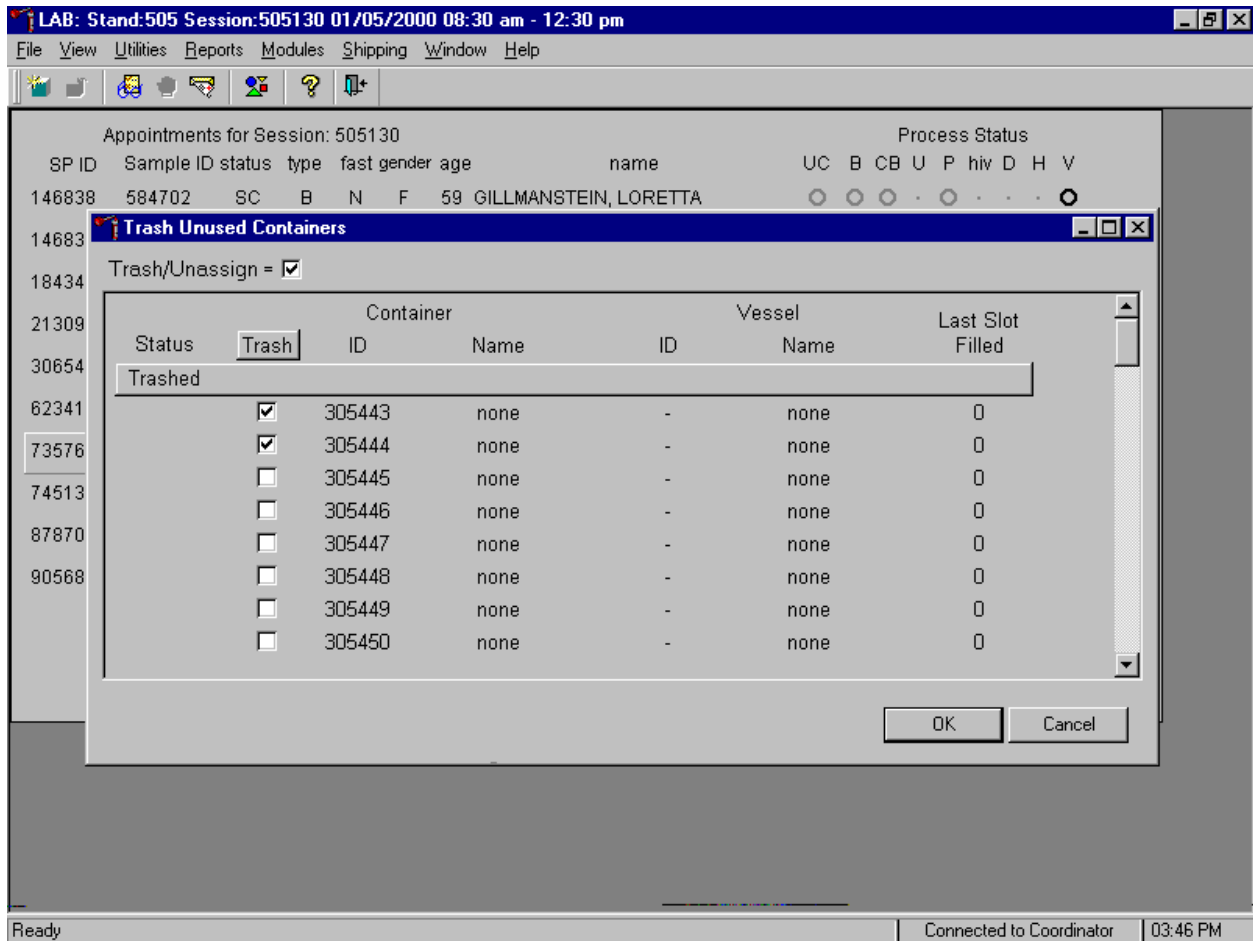 LAB: Stand:505 Session:505130 01/05/2000 08:30 am - 12:30 pm
File View Utilities Reports Modules Shipping Window Help
Appointments for Session: 505130 Process Status
SP ID Sample ID status type fast gender age name UC B CB U P hiv D H V
146838 584702 SC B N F 59 GILLMANSTEIN, LORETTA
14683
Trash Unused Containers
18434
Trash/Unassign =
21309
30654
62341
73576
74513
87870
90568
Container Vessel Last Slot
Status Trash ID Name ID Name Filled
Trashed
305443 none - none 0
305444 none - none 0
305445 none - none 0
305446 none - none 0
305447 none - none 0
305448 none - none 0
305449 none - none 0
305450 none - none 0
OK Cancel
Ready Connected to Coordinator 03:46 PM